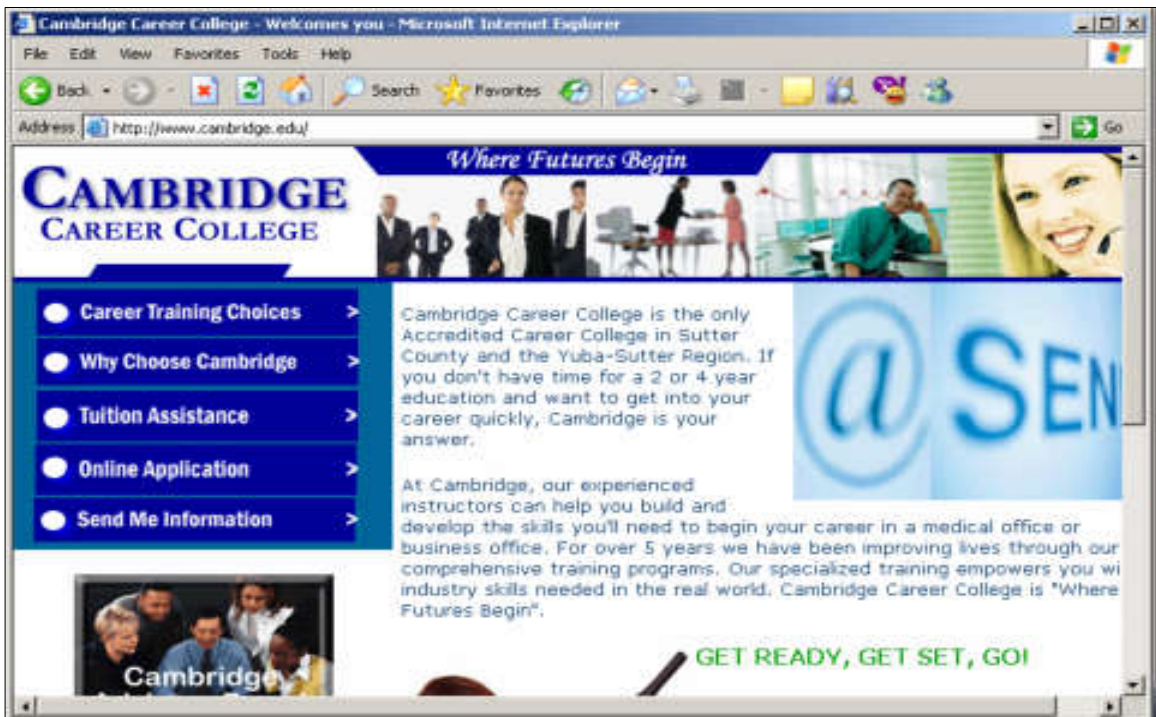 Cambridge Career College - Welcomes you - Microsoft Internet Explorer
File Edit View Favorites Tools Help
Back Search Favorites
Address http://www.cambridge.edu/ Go
Where Futures Begin
CAMBRIDGE
CAREER COLLEGE
Career Training Choices >
Why Choose Cambridge >
Tuition Assistance >
Online Application >
Send Me Information >
Cambridge Career College is the only
Accredited Career College in Sutter
County and the Yuba-Sutter Region. If
you don't have time for a 2 or 4 year
education and want to get into your
career quickly, Cambridge is your
answer.
@ SEN
At Cambridge, our experienced
instructors can help you build and
develop the skills you'll need to begin your career in a medical office or
business office. For over 5 years we have been improving lives through our
comprehensive training programs. Our specialized training empowers you wi
industry skills needed in the real world. Cambridge Career College is "Where
Futures Begin".
Cambridge
GET READY, GET SET, GO!